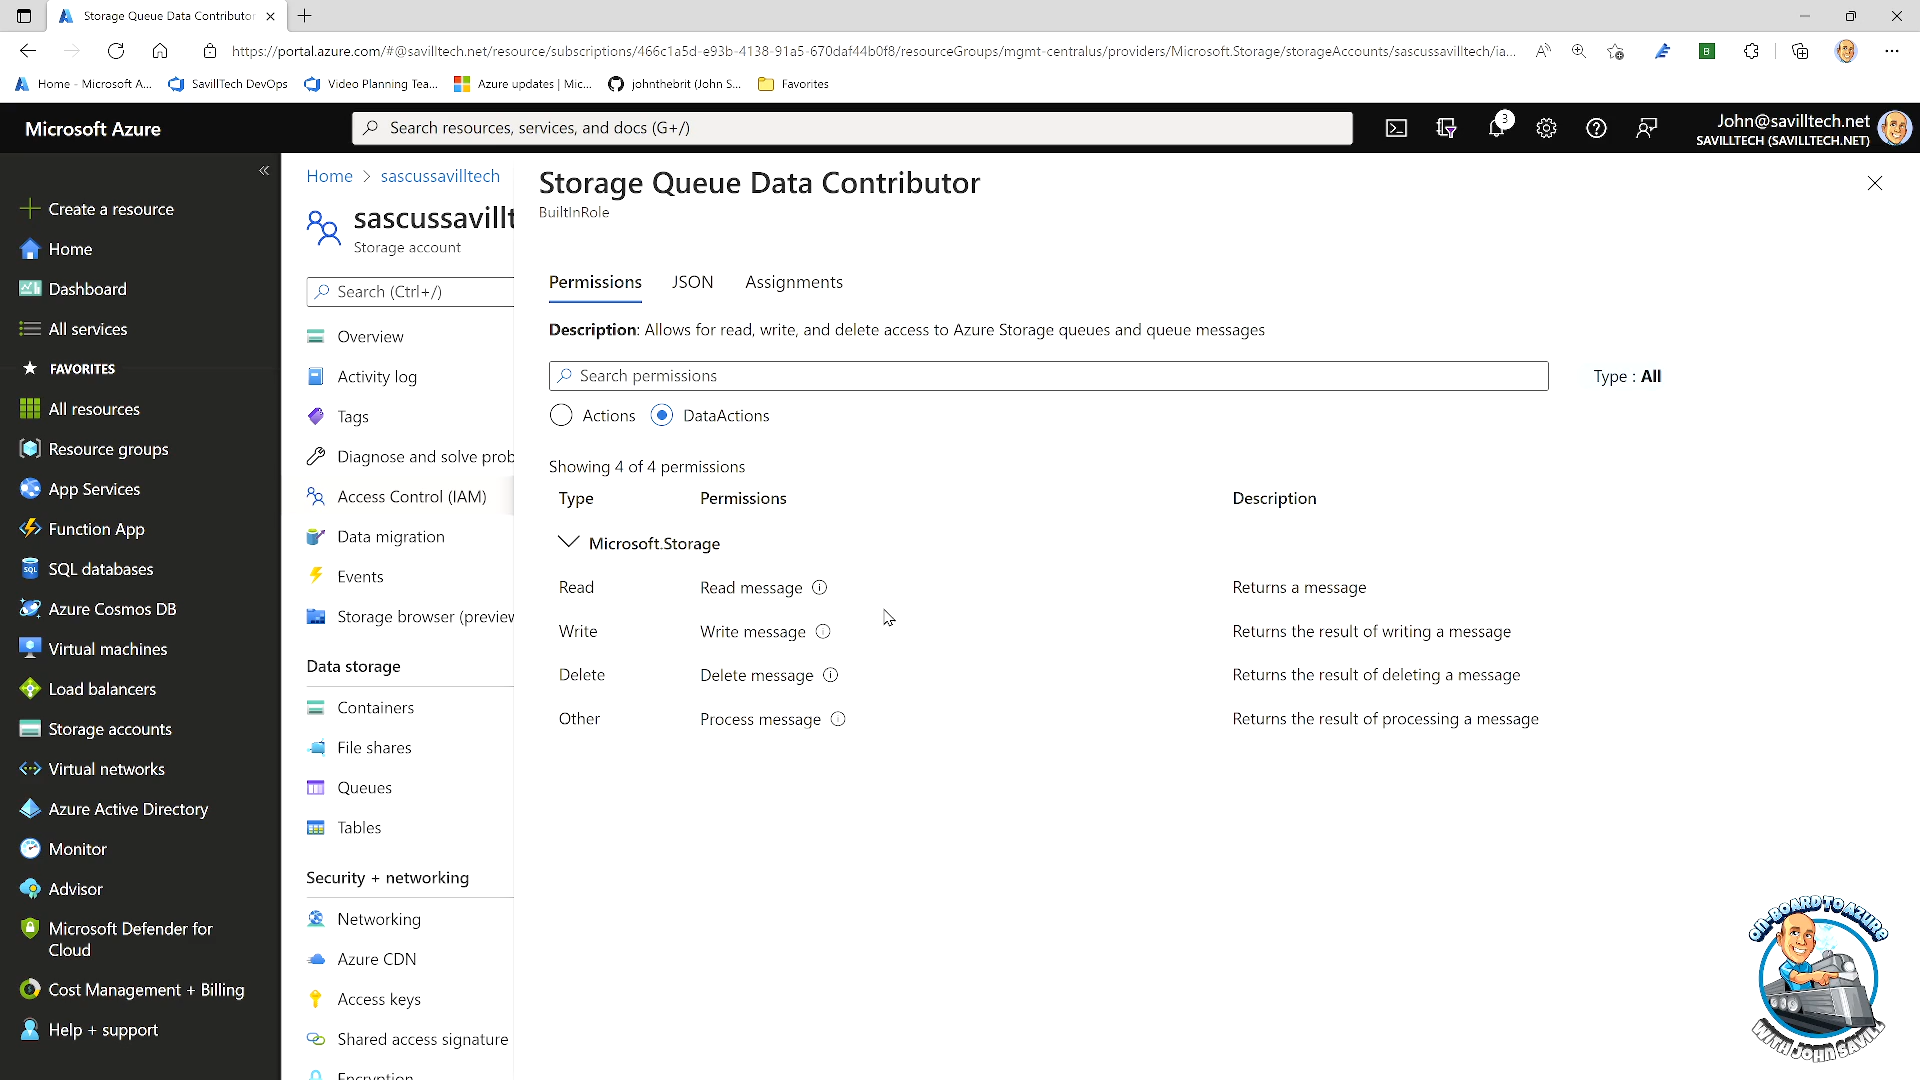 Storage Queue Data Contributor
https://portal.azure.com/#@savilltech.net/resource/subscriptions/466c1a5d-e93b-4138-91a5-670daf44b0f8/resourceGroups/mgmt-centralus/providers/Microsoft.Storage/storageAccounts/sascussavilltech/ia...
Home - Microsoft A...
SavillTech DevOps
Video Planning Tea...
Azure updates | Mic...
johnthebrit (John S...
Favorites
Microsoft Azure
Search resources, services, and docs (G+/)
3
John@savilltech.net
SAVILLTECH (SAVILLTECH.NET)
Create a resource
Home
Dashboard
All services
FAVORITES
All resources
Resource groups
App Services
Function App
SQL databases
Azure Cosmos DB
Virtual machines
Load balancers
Storage accounts
Virtual networks
Azure Active Directory
Monitor
Advisor
Microsoft Defender for
Cloud
Cost Management + Billing
Help + support
Home > sascussavilltech
sascussavillt
Storage account
Search (Ctrl+/)
Overview
Activity log
Tags
Diagnose and solve prob
Access Control (IAM)
Data migration
Events
Storage browser (preview
Data storage
Containers
File shares
Queues
Tables
Security + networking
Networking
Azure CDN
Access keys
Shared access signature
Encryption
Storage Queue Data Contributor
BuiltInRole
Permissions
JSON
Assignments
Description: Allows for read, write, and delete access to Azure Storage queues and queue messages
Search permissions
Type : All
Actions
DataActions
Showing 4 of 4 permissions
Type Permissions Description
Microsoft.Storage
Read Read message Returns a message
Write Write message Returns the result of writing a message
Delete Delete message Returns the result of deleting a message
Other Process message Returns the result of processing a message
ON-BOARD TO AZURE
WITH JOHN SAVILL